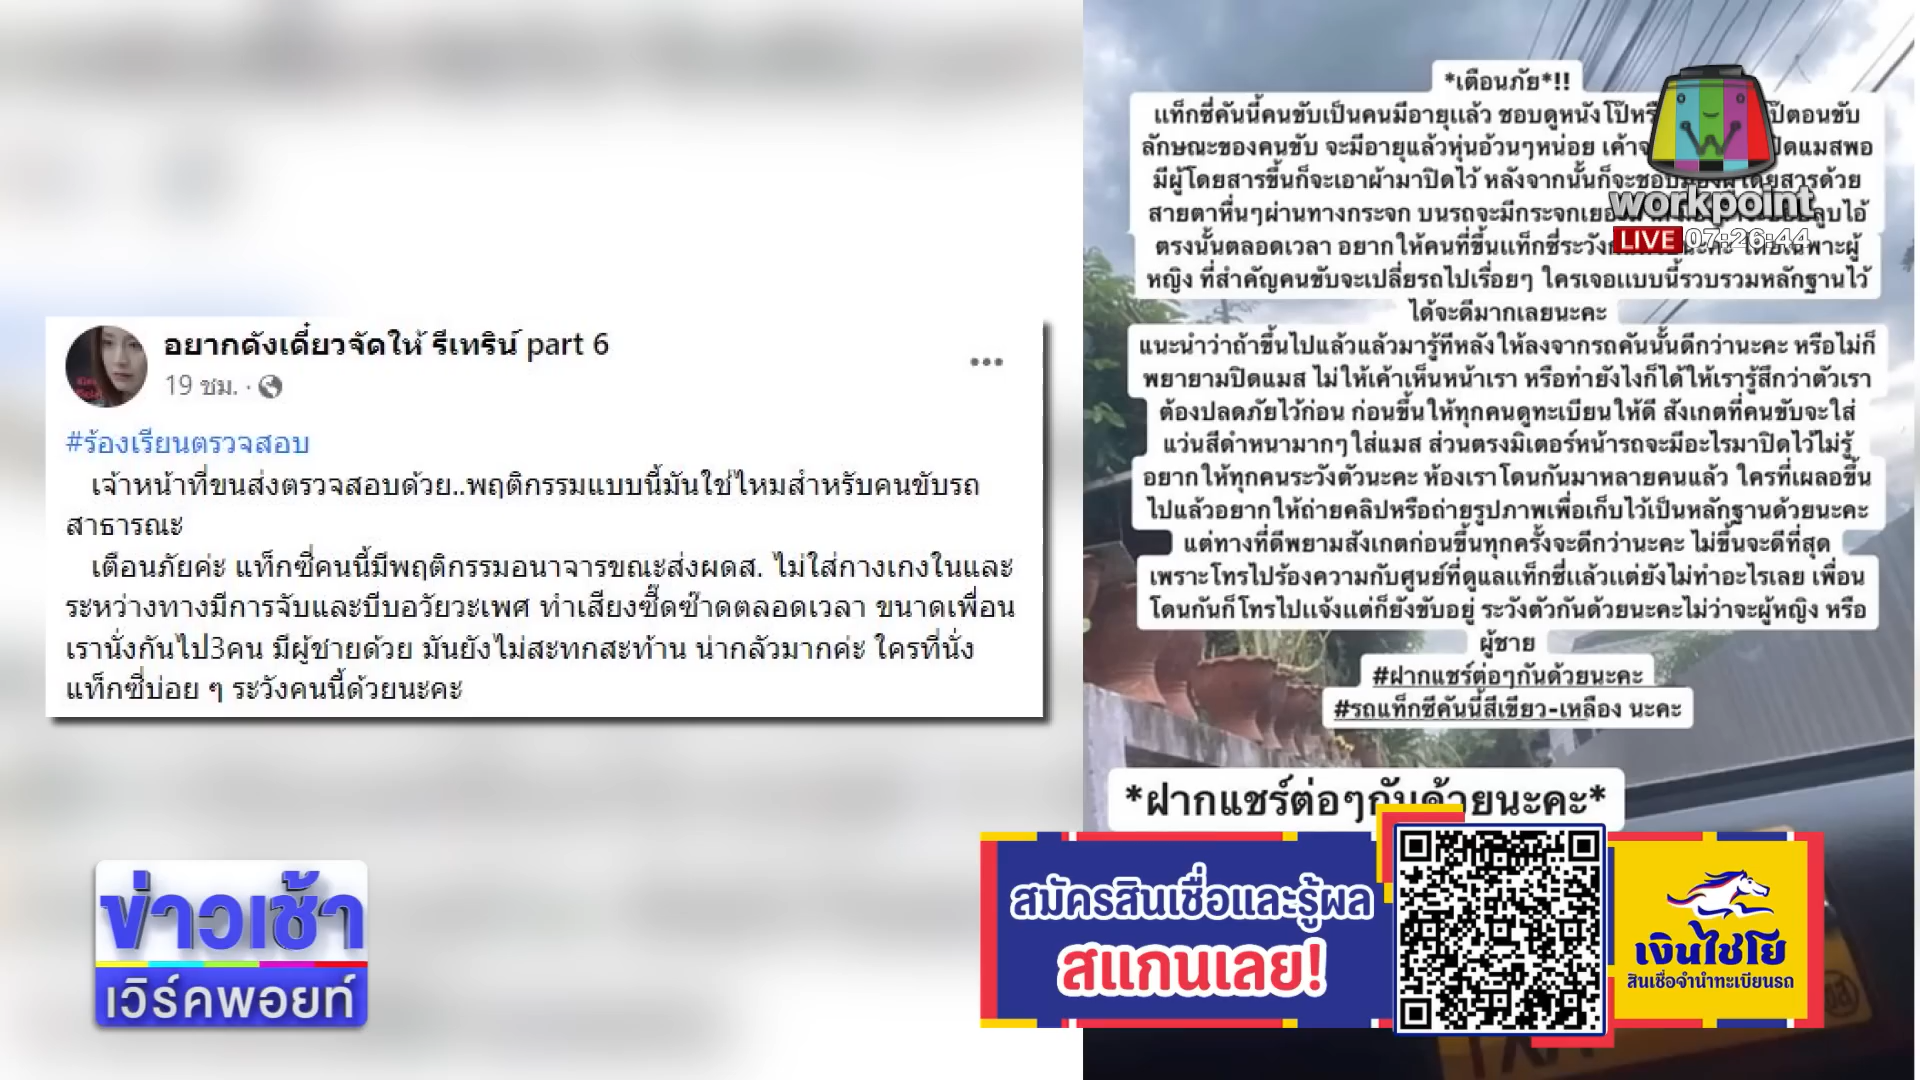 อยากดังเดี๋ยวจัดให้ รีเทริน์ part 6
19 ชม. ·
#ร้องเรียนตรวจสอบ
เจ้าหน้าที่ขนส่งตรวจสอบด้วย..พฤติกรรมแบบนี้มันใช่ไหมสำหรับคนขับรถ
สาธารณะ
เตือนภัยค่ะ แท็กซี่คนนี้มีพฤติกรรมอนาจารขณะส่งผดส. ไม่ใส่กางเกงในและ
ระหว่างทางมีการจับและบีบอวัยวะเพศ ทำเสียงซี๊ดซ๊าดตลอดเวลา ขนาดเพื่อน
เรานั่งกันไป3คน มีผู้ชายด้วย มันยังไม่สะทกสะท้าน น่ากลัวมากค่ะ ใครที่นั่ง
แท็กซี่บ่อย ๆ ระวังคนนี้ด้วยนะคะ
ข่าวเช้า
เวิร์คพอยท์
*เตือนภัย*!!
แท็กซี่คันนี้คนขับเป็นคนมีอายุแล้ว ชอบดูหนังโป๊ ตอนขับ
ลักษณะของคนขับ จะมีอายุแล้วหุ่นอ้วนๆหน่อย ปิดแมสพอ
มีผู้โดยสารขึ้นก็จะเอาผ้ามาปิดไว้ หลังจากนั้นก็จะชอบมองผู้โดยสารด้วย
สายตาหื่นๆผ่านทางกระจก บนรถจะมีกระจก ลูบไอ้
ตรงนั้นตลอดเวลา อยากให้คนที่ขึ้นแท็กซี่ระวัง
หญิง ที่สำคัญคนขับจะเปลี่ยรถไปเรื่อยๆ ใครเจอแบบนี้รวบรวมหลักฐานไว้
ได้จะดีมากเลยนะคะ
แนะนำว่าถ้าขึ้นไปแล้วแล้วมารู้ทีหลังให้ลงจากรถคันนั้นดีกว่านะคะ หรือไม่ก็
พยายามปิดแมส ไม่ให้เค้าเห็นหน้าเรา หรือทำยังไงก็ได้ให้เรารู้สึกว่าตัวเรา
ต้องปลดภัยไว้ก่อน ก่อนขึ้นให้ทุกคนดูทะเบียนให้ดี สังเกตที่คนขับจะใส่
แว่นสีดำหนามากๆใส่แมส ส่วนตรงมิเตอร์หน้ารถจะมีอะไรมาปิดไว้ไม่รู้
อยากให้ทุกคนระวังตัวนะคะ ห้องเราโดนกันมาหลายคนแล้ว ใครที่เผลอขึ้น
ไปแล้วอยากให้ถ่ายคลิปหรือถ่ายรูปภาพเพื่อเก็บไว้เป็นหลักฐานด้วยนะคะ
แต่ทางที่ดีพยามสังเกตก่อนขึ้นทุกครั้งจะดีกว่านะคะ ไม่ขึ้นจะดีที่สุด
เพราะโทรไปร้องความกับศูนย์ที่ดูแลแท็กซี่แล้วแต่ยังไม่ทำอะไรเลย เพื่อน
โดนกันก็โทรไปแจ้งแต่ก็ยังขับอยู่ ระวังตัวกันด้วยนะคะไม่ว่าจะผู้หญิง หรือ
ผู้ชาย
#ฝากแชร์ต่อๆกันด้วยนะคะ
#รถแท็กซีคันนี้สีเขียว-เหลือง นะคะ
*ฝากแชร์ต่อๆกันด้วยนะคะ*
workpoint
LIVE 07:26:44
สมัครสินเชื่อและรู้ผล
สแกนเลย!
เงินไชโย
สินเชื่อจำนำทะเบียนรถ